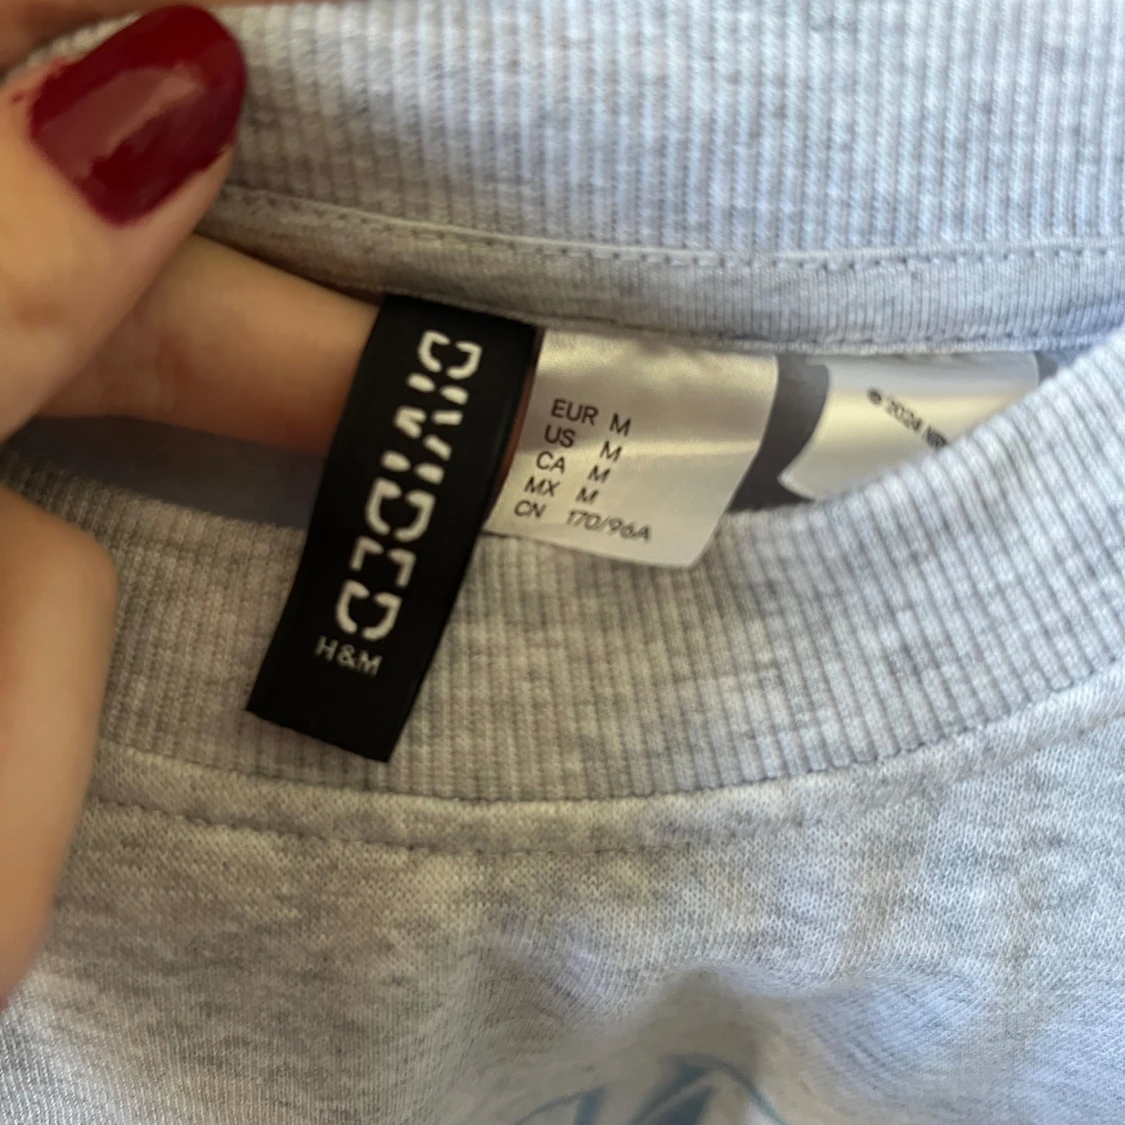 DIVIDED
H&M
EUR M
US M
CA M
MX M
CN 170/96A
© 2024